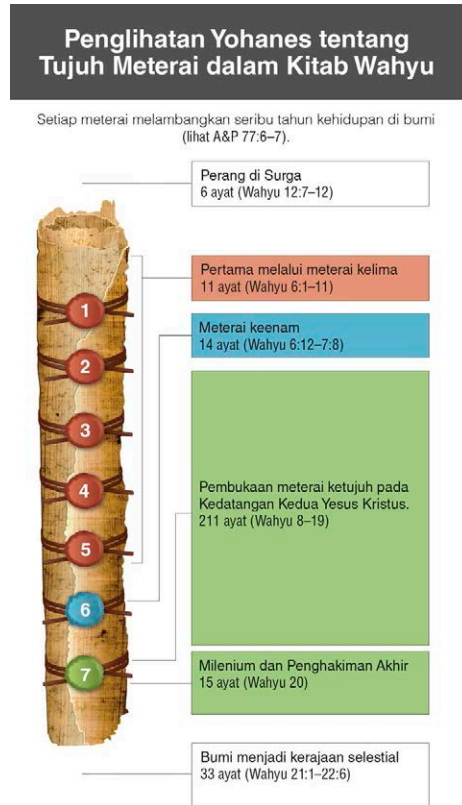 Penglihatan Yohanes tentang
Tujuh Meterai dalam Kitab Wahyu
Setiap meterai melambangkan seribu tahun kehidupan di bumi
(lihat A&P 77:6–7).
Perang di Surga
6 ayat (Wahyu 12:7–12)
Pertama melalui meterai kelima
11 ayat (Wahyu 6:1–11)
1
Meterai keenam
14 ayat (Wahyu 6:12–7:8)
2
3
4
Pembukaan meterai ketujuh pada
Kedatangan Kedua Yesus Kristus.
211 ayat (Wahyu 8–19)
5
6
7
Milenium dan Penghakiman Akhir
15 ayat (Wahyu 20)
Bumi menjadi kerajaan selestial
33 ayat (Wahyu 21:1–22:6)